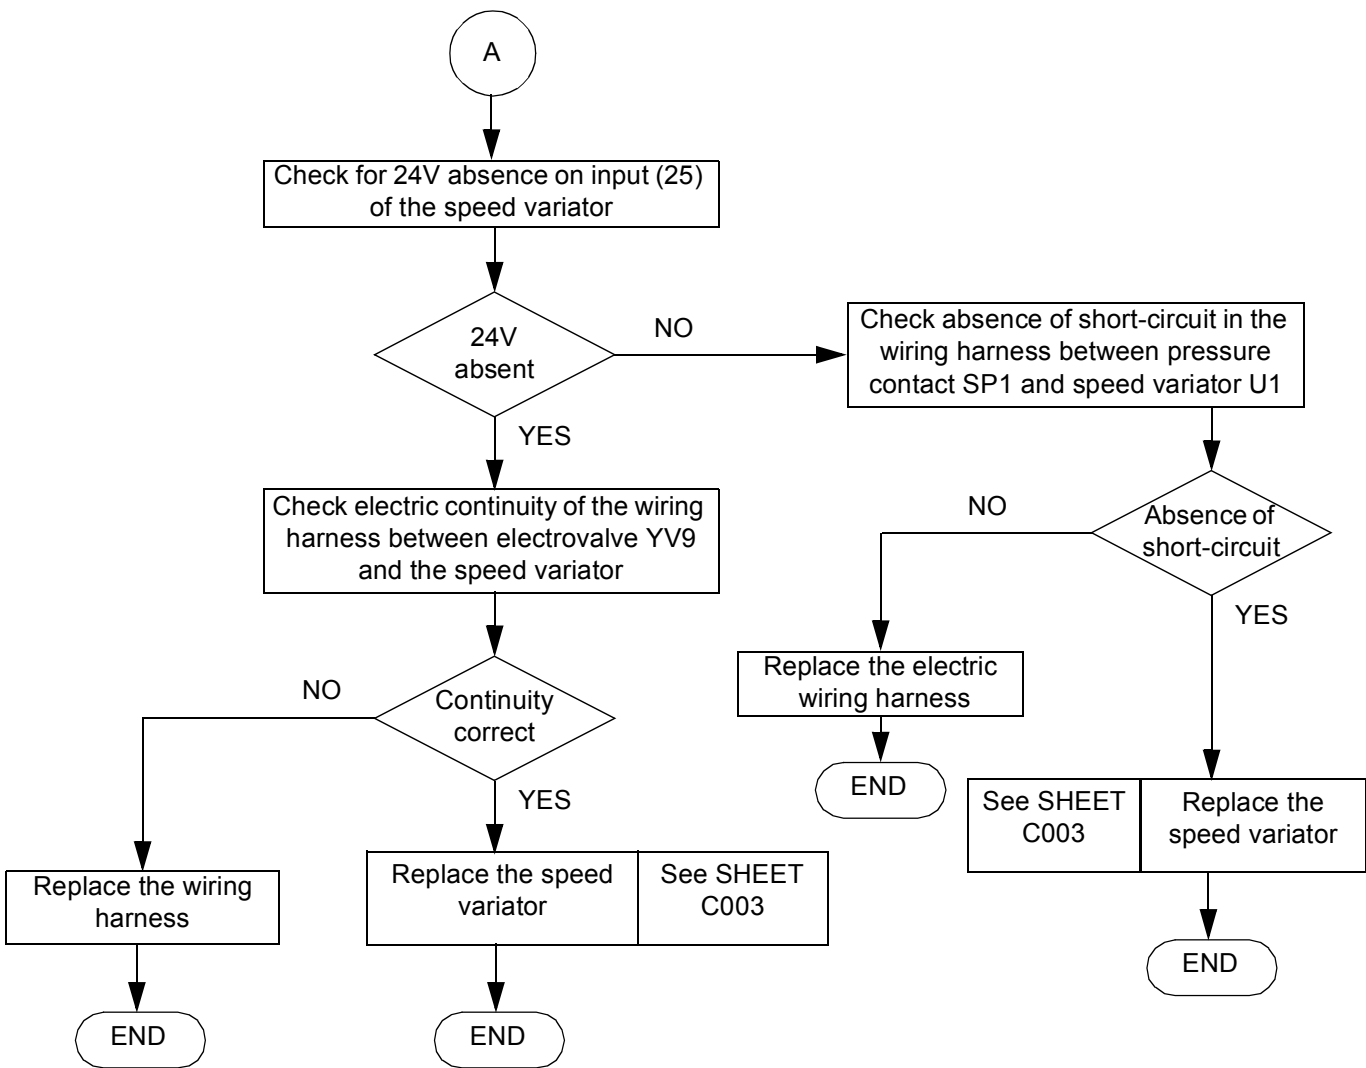 A
Check for 24V absence on input (25)
of the speed variator
24V
absent
NO
Check absence of short-circuit in the
wiring harness between pressure
contact SP1 and speed variator U1
YES
Check electric continuity of the wiring
harness between electrovalve YV9
and the speed variator
NO
Absence of
short-circuit
YES
Replace the electric
wiring harness
NO
Continuity
correct
END
YES
See SHEET
C003
Replace the
speed variator
Replace the wiring
harness
Replace the speed
variator
See SHEET
C003
END
END
END